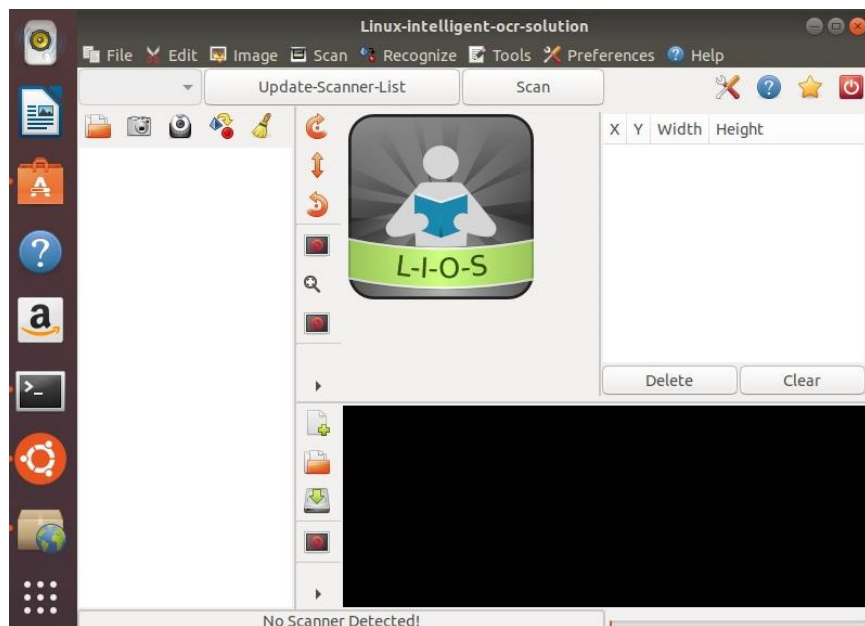 Linux-intelligent-ocr-solution
File Edit Image Scan Recognize Tools Preferences Help
Update-Scanner-List Scan
X Y Width Height
L-I-O-S
Delete Clear
No Scanner Detected!